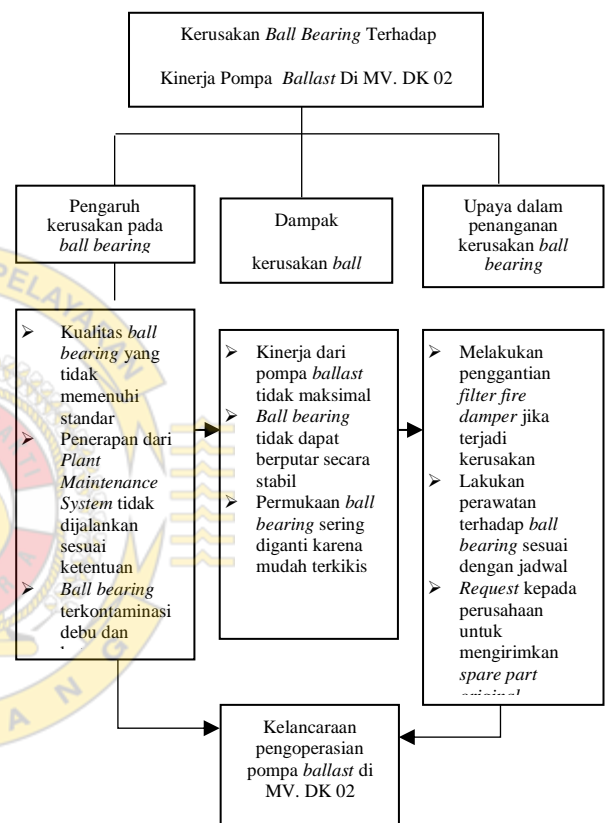 Kerusakan Ball Bearing Terhadap
Kinerja Pompa Ballast Di MV. DK 02
Pengaruh
kerusakan pada
ball bearing
Dampak
kerusakan ball
Upaya dalam
penanganan
kerusakan ball
bearing
➢ Kualitas ball
bearing yang
tidak
memenuhi
standar
➢ Penerapan dari
Plant
Maintenance
System tidak
dijalankan
sesuai
ketentuan
➢ Ball bearing
terkontaminasi
debu dan
➢ Kinerja dari
pompa ballast
tidak maksimal
➢ Ball bearing
tidak dapat
berputar secara
stabil
➢ Permukaan ball
bearing sering
diganti karena
mudah terkikis
➢ Melakukan
penggantian
filter fire
damper jika
terjadi
kerusakan
➢ Lakukan
perawatan
terhadap ball
bearing sesuai
dengan jadwal
➢ Request kepada
perusahaan
untuk
mengirimkan
spare part
original
Kelancaraan
pengoperasian
pompa ballast di
MV. DK 02
PELAYARAN
ANG